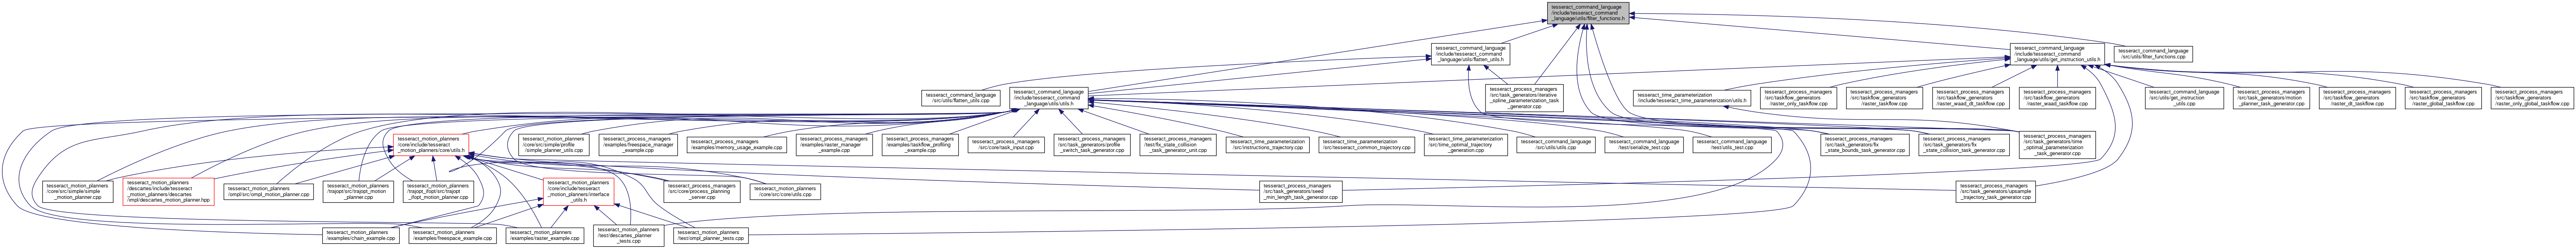 tesseract_command_language
/include/tesseract_command
_language/utils/filter_functions.h
tesseract_command_language
/include/tesseract_command
_language/utils/flatten_utils.h
tesseract_command_language
/include/tesseract_command
_language/utils/get_instruction_utils.h
tesseract_command_language
/src/utils/filter_functions.cpp
tesseract_command_language
/src/utils/flatten_utils.cpp
tesseract_command_language
/include/tesseract_command
_language/utils/utils.h
tesseract_process_managers
/src/task_generators/iterative
_spline_parameterization_task
_generator.cpp
tesseract_time_parameterization
/include/tesseract_time_parameterization/utils.h
tesseract_process_managers
/src/taskflow_generators
/raster_only_taskflow.cpp
tesseract_process_managers
/src/taskflow_generators
/raster_taskflow.cpp
tesseract_process_managers
/src/taskflow_generators
/raster_waad_dt_taskflow.cpp
tesseract_process_managers
/src/taskflow_generators
/raster_waad_taskflow.cpp
tesseract_command_language
/src/utils/get_instruction
_utils.cpp
tesseract_process_managers
/src/task_generators/motion
_planner_task_generator.cpp
tesseract_process_managers
/src/taskflow_generators
/raster_dt_taskflow.cpp
tesseract_process_managers
/src/taskflow_generators
/raster_global_taskflow.cpp
tesseract_process_managers
/src/taskflow_generators
/raster_only_global_taskflow.cpp
tesseract_motion_planners
/core/include/tesseract
_motion_planners/core/utils.h
tesseract_motion_planners
/core/src/simple/profile
/simple_planner_utils.cpp
tesseract_process_managers
/examples/freespace_manager
_example.cpp
tesseract_process_managers
/examples/memory_usage_example.cpp
tesseract_process_managers
/examples/raster_manager
_example.cpp
tesseract_process_managers
/examples/taskflow_profiling
_example.cpp
tesseract_process_managers
/src/core/task_input.cpp
tesseract_process_managers
/src/task_generators/profile
_switch_task_generator.cpp
tesseract_process_managers
/test/fix_state_collision
_task_generator_unit.cpp
tesseract_time_parameterization
/src/instructions_trajectory.cpp
tesseract_time_parameterization
/src/tesseract_common_trajectory.cpp
tesseract_time_parameterization
/src/time_optimal_trajectory
_generation.cpp
tesseract_command_language
/src/utils/utils.cpp
tesseract_command_language
/test/serialize_test.cpp
tesseract_command_language
/test/utils_test.cpp
tesseract_process_managers
/src/task_generators/fix
_state_bounds_task_generator.cpp
tesseract_process_managers
/src/task_generators/fix
_state_collision_task_generator.cpp
tesseract_process_managers
/src/task_generators/time
_optimal_parameterization
_task_generator.cpp
tesseract_motion_planners
/core/src/simple/simple
_motion_planner.cpp
tesseract_motion_planners
/descartes/include/tesseract
_motion_planners/descartes
/impl/descartes_motion_planner.hpp
tesseract_motion_planners
/ompl/src/ompl_motion_planner.cpp
tesseract_motion_planners
/trajopt/src/trajopt_motion
_planner.cpp
tesseract_motion_planners
/trajopt_ifopt/src/trajopt
_ifopt_motion_planner.cpp
tesseract_motion_planners
/core/include/tesseract
_motion_planners/interface
_utils.h
tesseract_process_managers
/src/core/process_planning
_server.cpp
tesseract_motion_planners
/core/src/core/utils.cpp
tesseract_process_managers
/src/task_generators/seed
_min_length_task_generator.cpp
tesseract_process_managers
/src/task_generators/upsample
_trajectory_task_generator.cpp
tesseract_motion_planners
/examples/chain_example.cpp
tesseract_motion_planners
/examples/freespace_example.cpp
tesseract_motion_planners
/examples/raster_example.cpp
tesseract_motion_planners
/test/descartes_planner
_tests.cpp
tesseract_motion_planners
/test/ompl_planner_tests.cpp